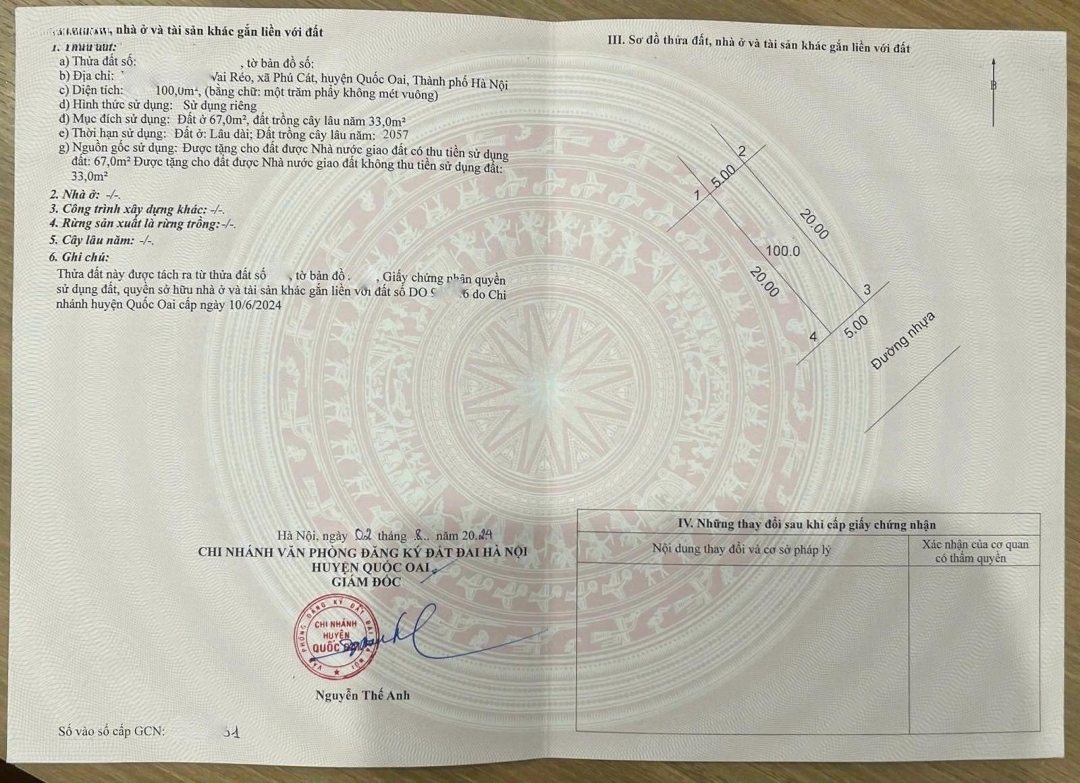 , nhà ở và tài sản khác gắn liền với đất
1. Thửa đất:
a) Thửa đất số: , tờ bản đồ số:
b) Địa chỉ: Vai Réo, xã Phú Cát, huyện Quốc Oai, Thành phố Hà Nội
c) Diện tích: 100,0m², (bằng chữ: một trăm phẩy không mét vuông)
d) Hình thức sử dụng: Sử dụng riêng
đ) Mục đích sử dụng: Đất ở 67,0m², đất trồng cây lâu năm 33,0m²
e) Thời hạn sử dụng: Đất ở: Lâu dài; Đất trồng cây lâu năm: 2057
g) Nguồn gốc sử dụng: Được tặng cho đất được Nhà nước giao đất có thu tiền sử dụng
đất: 67,0m² Được tặng cho đất được Nhà nước giao đất không thu tiền sử dụng đất:
33,0m²
2. Nhà ở: -/-.
3. Công trình xây dựng khác: -/-.
4. Rừng sản xuất là rừng trồng:-/-.
5. Cây lâu năm: -/-.
6. Ghi chú:
Thửa đất này được tách ra từ thửa đất số , tờ bản đồ , Giấy chứng nhận quyền
sử dụng đất, quyền sở hữu nhà ở và tài sản khác gắn liền với đất số DO 6 do Chi
nhánh huyện Quốc Oai cấp ngày 10/6/2024
Hà Nội, ngày 02 tháng 8.. năm 20.24
CHI NHÁNH VĂN PHÒNG ĐĂNG KÝ ĐẤT ĐAI HÀ NỘI
HUYỆN QUỐC OAI
GIÁM ĐỐC
VĂN PHÒNG ĐĂNG KÝ ĐẤT ĐAI HÀ NỘI
CHI NHÁNH
HUYỆN
QUỐC OAI
Nguyễn Thế Anh
Số vào sổ cấp GCN: 31
III. Sơ đồ thửa đất, nhà ở và tài sản khác gắn liền với đất
B
2
5.00
1
20.00
100.0
20.00
3
5.00
4
Đường nhựa
IV. Những thay đổi sau khi cấp giấy chứng nhận
Nội dung thay đổi và cơ sở pháp lý
Xác nhận của cơ quan
có thẩm quyền